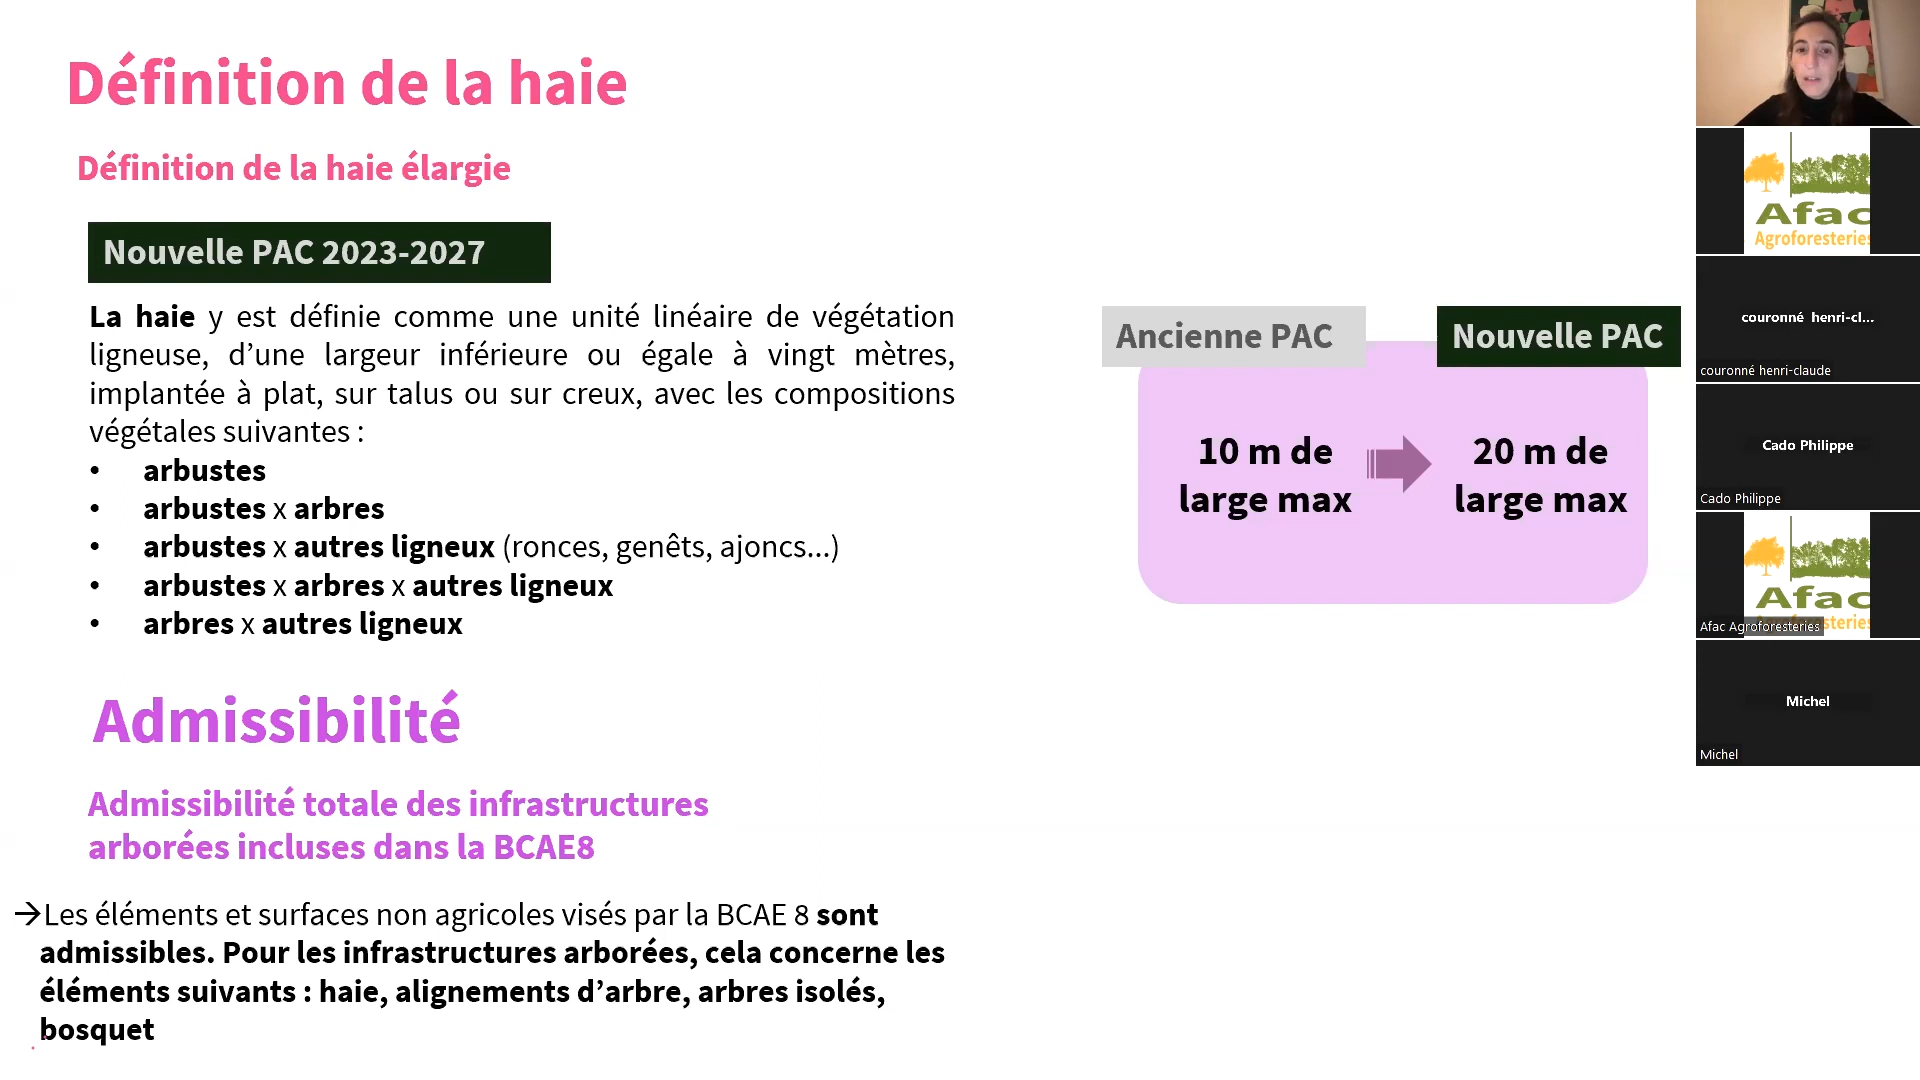 Définition de la haie
Définition de la haie élargie
Nouvelle PAC 2023-2027
La haie y est définie comme une unité linéaire de végétation
ligneuse, d’une largeur inférieure ou égale à vingt mètres,
implantée à plat, sur talus ou sur creux, avec les compositions
végétales suivantes :
• arbustes
• arbustes x arbres
• arbustes x autres ligneux (ronces, genêts, ajoncs...)
• arbustes x arbres x autres ligneux
• arbres x autres ligneux
Ancienne PAC
Nouvelle PAC
10 m de
large max
20 m de
large max
Admissibilité
Admissibilité totale des infrastructures
arborées incluses dans la BCAE8
→Les éléments et surfaces non agricoles visés par la BCAE 8 sont
admissibles. Pour les infrastructures arborées, cela concerne les
éléments suivants : haie, alignements d’arbre, arbres isolés,
bosquet
Afac
Agroforesteries
couronné henri-cl...
couronné henri-claude
Cado Philippe
Cado Philippe
Afac
Afac Agroforesteries
Michel
Michel